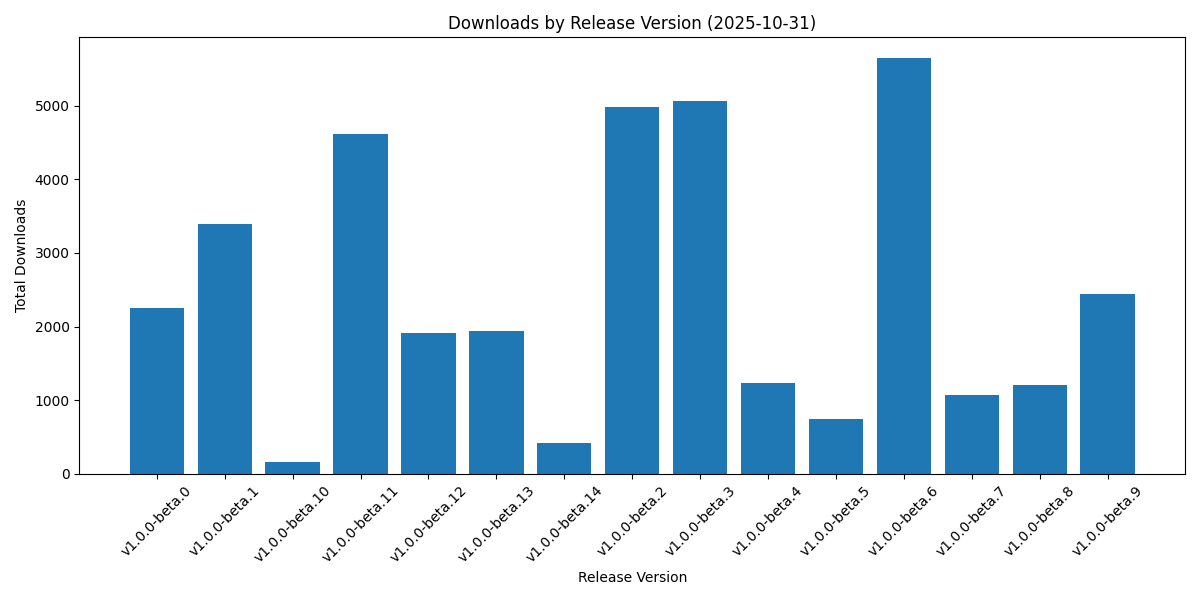 Downloads by Release Version (2025-10-31)
Total Downloads
5000
4000
3000
2000
1000
0
v1.0.0-beta.0
v1.0.0-beta.1
v1.0.0-beta.10
v1.0.0-beta.11
v1.0.0-beta.12
v1.0.0-beta.13
v1.0.0-beta.14
v1.0.0-beta.2
v1.0.0-beta.3
v1.0.0-beta.4
v1.0.0-beta.5
v1.0.0-beta.6
v1.0.0-beta.7
v1.0.0-beta.8
v1.0.0-beta.9
Release Version